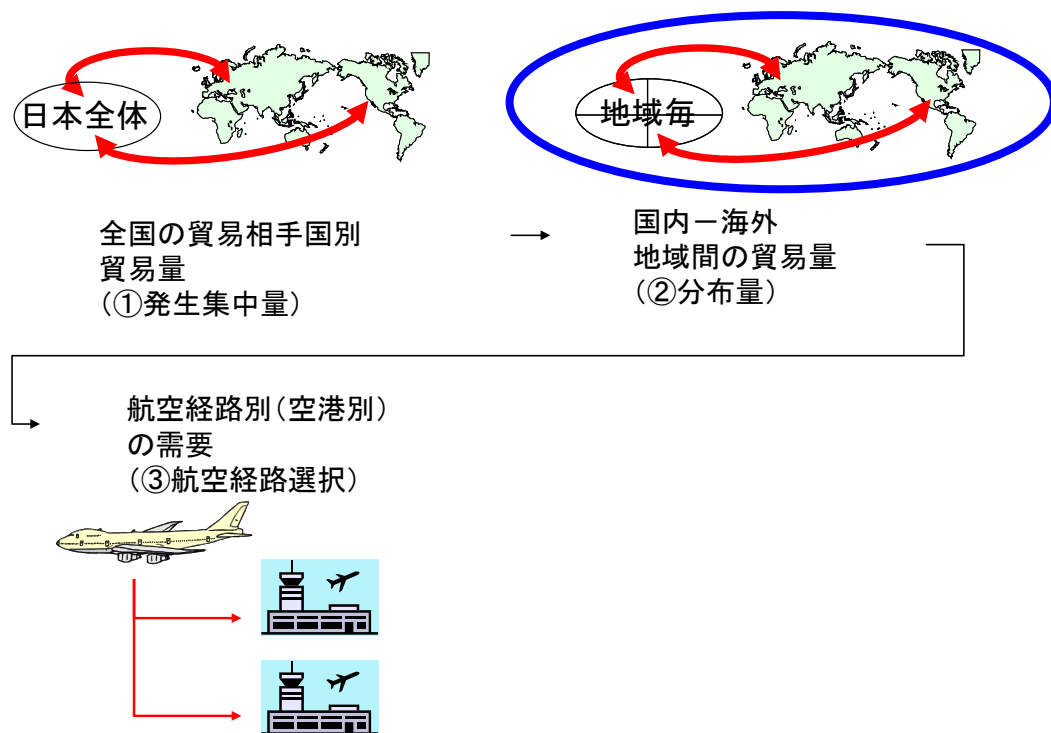 日本全体
地域毎
全国の貿易相手国別
貿易量
(①発生集中量)
国内－海外
地域間の貿易量
(②分布量)
航空経路別(空港別)
の需要
(③航空経路選択)